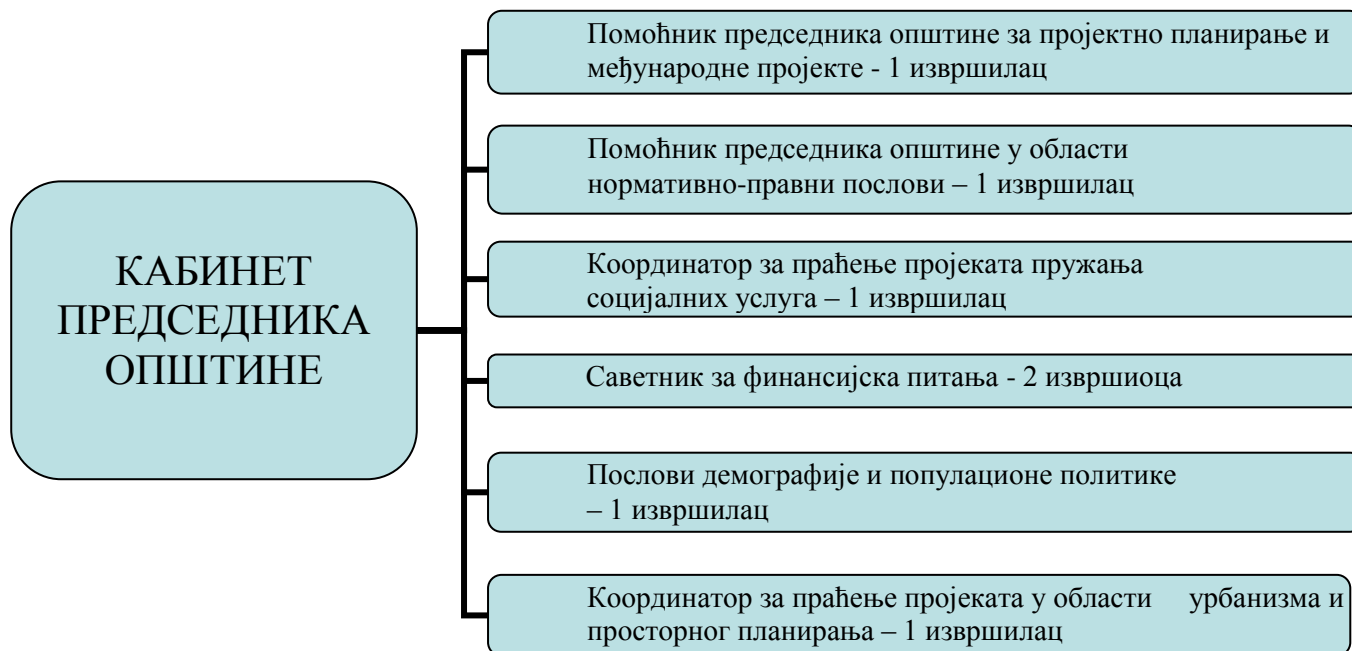 КАБИНЕТ
ПРЕДСЕДНИКА
ОПШТИНЕ
Помоћник председника општине за пројектно планирање и
међународне пројекте - 1 извршилац
Помоћник председника општине у области
нормативно-правни послови – 1 извршилац
Координатор за праћење пројеката пружања
социјалних услуга – 1 извршилац
Саветник за финансијска питања - 2 извршиоца
Послови демографије и популационе политике
– 1 извршилац
Координатор за праћење пројеката у области урбанизма и
просторног планирања – 1 извршилац